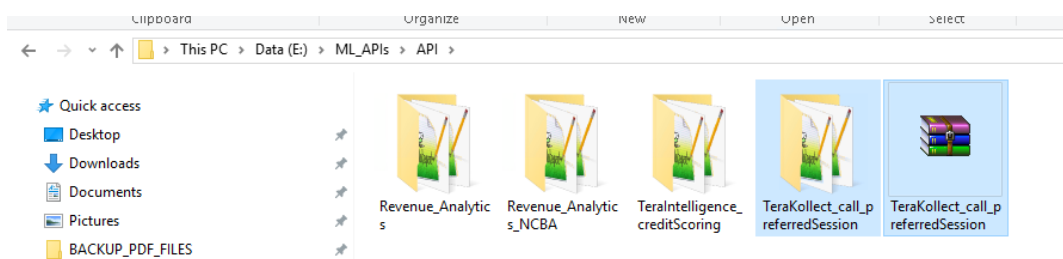 Clipboard Organize New Open Select
This PC > Data (E:) > ML_APIs > API >
Quick access
Desktop
Downloads
Documents
Pictures
BACKUP_PDF_FILES
Revenue_Analytic
s
Revenue_Analytic
s_NCBA
TeraIntelligence_
creditScoring
TeraKollect_call_p
referredSession
TeraKollect_call_p
referredSession